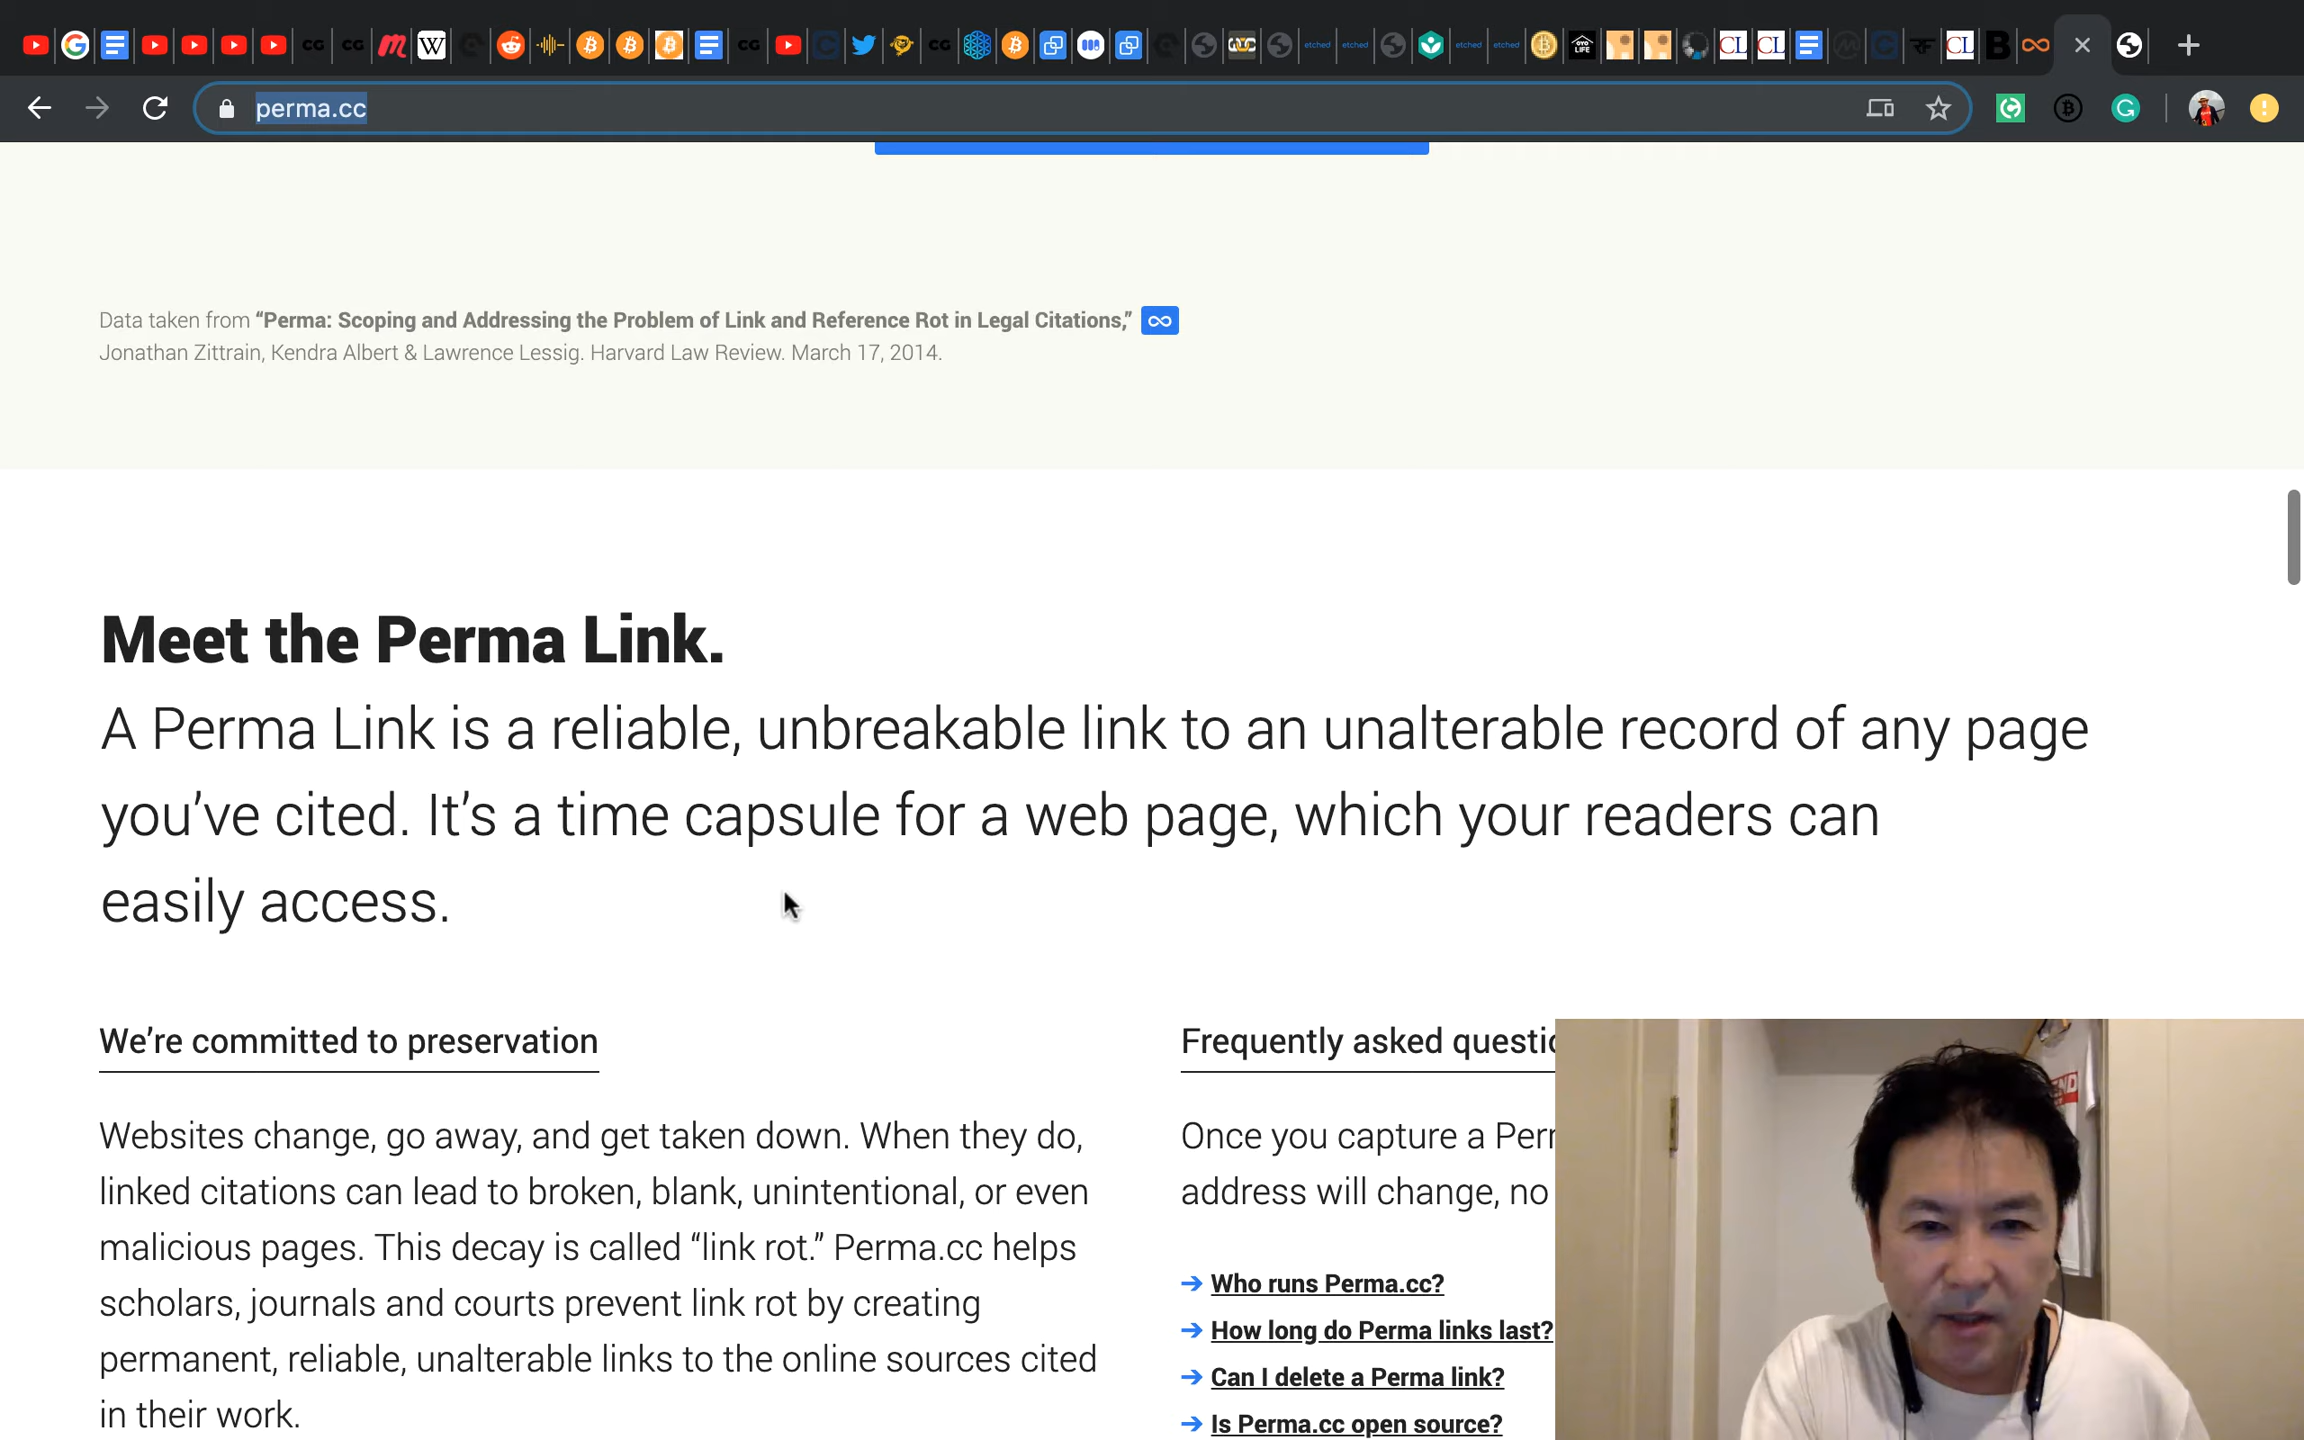 perma.cc
Data taken from “Perma: Scoping and Addressing the Problem of Link and Reference Rot in Legal Citations,”
Jonathan Zittrain, Kendra Albert & Lawrence Lessig. Harvard Law Review. March 17, 2014.
Meet the Perma Link.
A Perma Link is a reliable, unbreakable link to an unalterable record of any page
you’ve cited. It’s a time capsule for a web page, which your readers can
easily access.
We’re committed to preservation
Websites change, go away, and get taken down. When they do,
linked citations can lead to broken, blank, unintentional, or even
malicious pages. This decay is called “link rot.” Perma.cc helps
scholars, journals and courts prevent link rot by creating
permanent, reliable, unalterable links to the online sources cited
in their work.
Frequently asked questio
Once you capture a Per
address will change, no
Who runs Perma.cc?
How long do Perma links last?
Can I delete a Perma link?
Is Perma.cc open source?